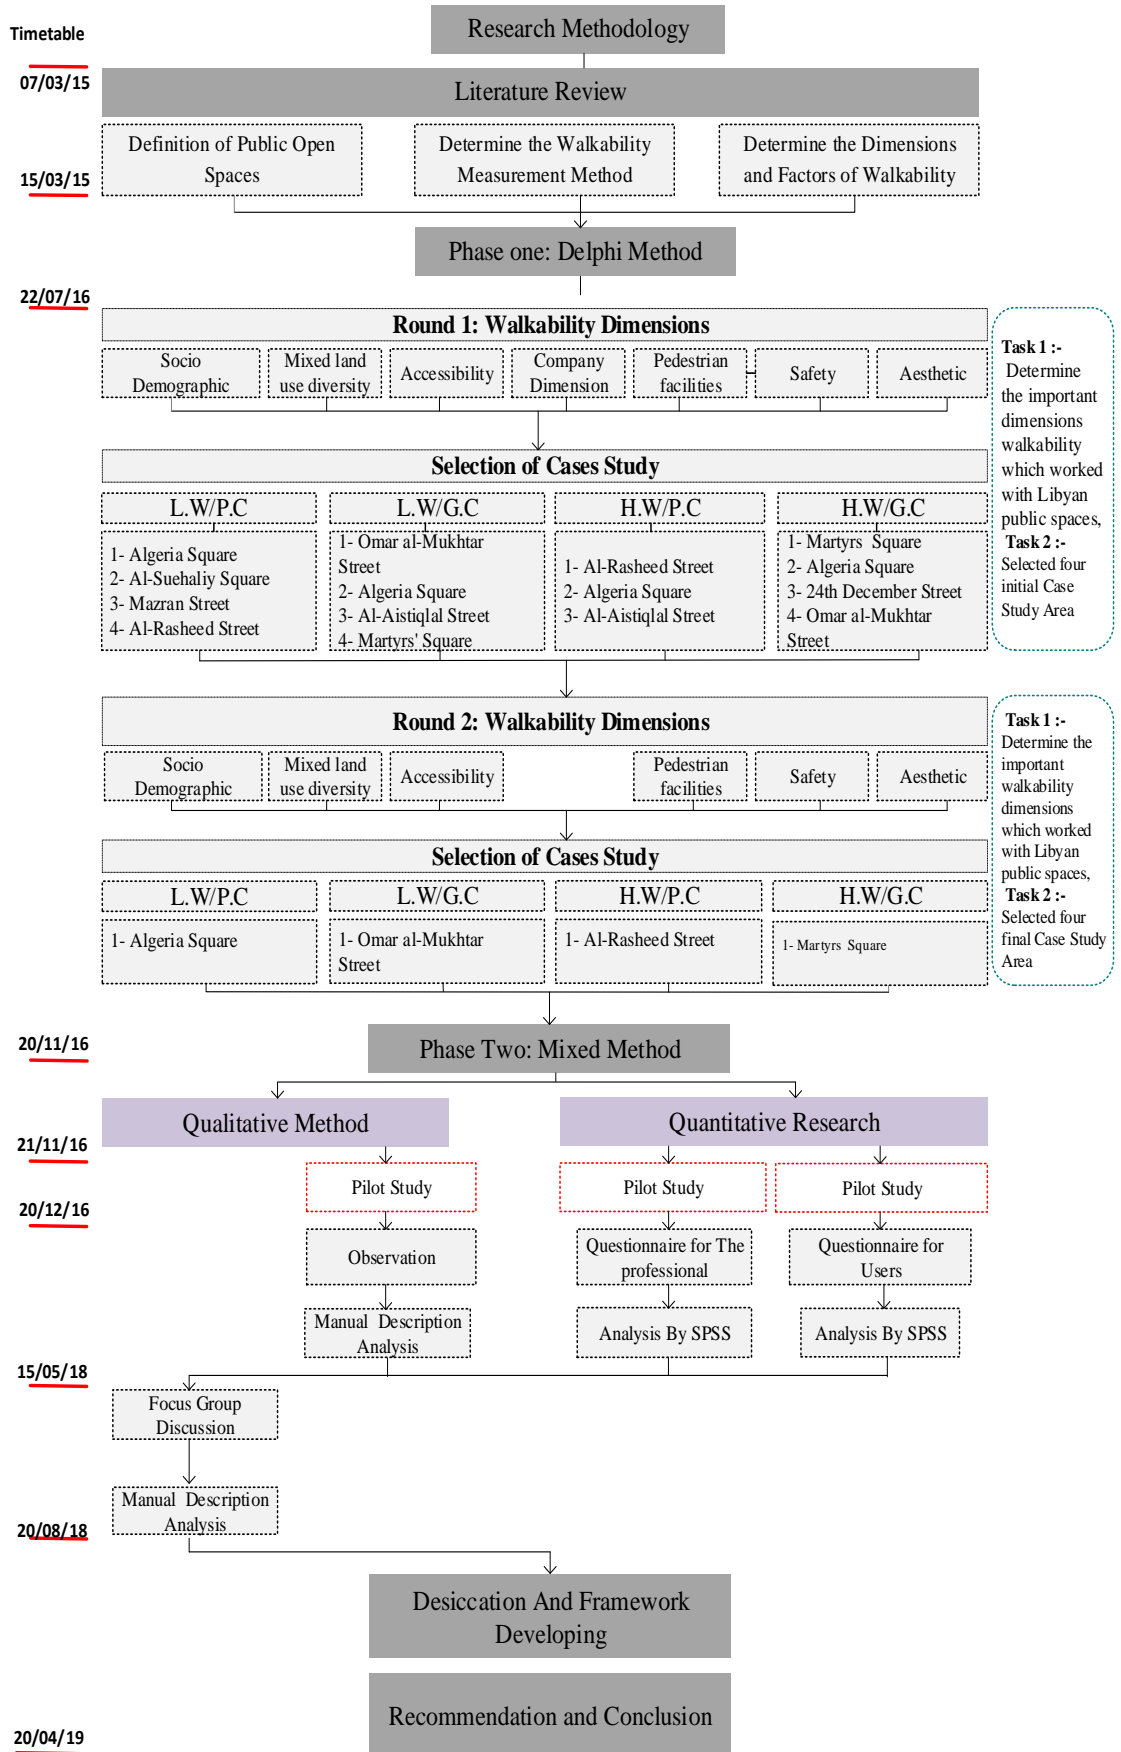 Timetable
Research Methodology
07/03/15
Literature Review
Definition of Public Open
Spaces
Determine the Walkability
Measurement Method
Determine the Dimensions
and Factors of Walkability
15/03/15
Phase one: Delphi Method
22/07/16
Round 1: Walkability Dimensions
Socio
Demographic
Mixed land
use diversity
Accessibility
Company
Dimension
Pedestrian
facilities
Safety
Aesthetic
Task 1 :-
Determine
the important
dimensions
walkability
which worked
with Libyan
public spaces,
Task 2 :-
Selected four
initial Case
Study Area
Selection of Cases Study
L.W/P.C
L.W/G.C
H.W/P.C
H.W/G.C
1- Algeria Square
2- Al-Suehaliy Square
3- Mazran Street
4- Al-Rasheed Street
1- Omar al-Mukhtar
Street
2- Algeria Square
3- Al-Aistiqlal Street
4- Martyrs' Square
1- Al-Rasheed Street
2- Algeria Square
3- Al-Aistiqlal Street
1- Martyrs Square
2- Algeria Square
3- 24th December Street
4- Omar al-Mukhtar
Street
Round 2: Walkability Dimensions
Socio
Demographic
Mixed land
use diversity
Accessibility
Pedestrian
facilities
Safety
Aesthetic
Task 1 :-
Determine the
important
walkability
dimensions
which worked
with Libyan
public spaces,
Task 2 :-
Selected four
final Case Study
Area
Selection of Cases Study
L.W/P.C
L.W/G.C
H.W/P.C
H.W/G.C
1- Algeria Square
1- Omar al-Mukhtar
Street
1- Al-Rasheed Street
1- Martyrs Square
20/11/16
Phase Two: Mixed Method
Qualitative Method
Quantitative Research
21/11/16
Pilot Study
Pilot Study
Pilot Study
20/12/16
Observation
Questionnaire for The
professional
Questionnaire for
Users
Manual Description
Analysis
Analysis By SPSS
Analysis By SPSS
15/05/18
Focus Group
Discussion
Manual Description
Analysis
20/08/18
Desiccation And Framework
Developing
Recommendation and Conclusion
20/04/19